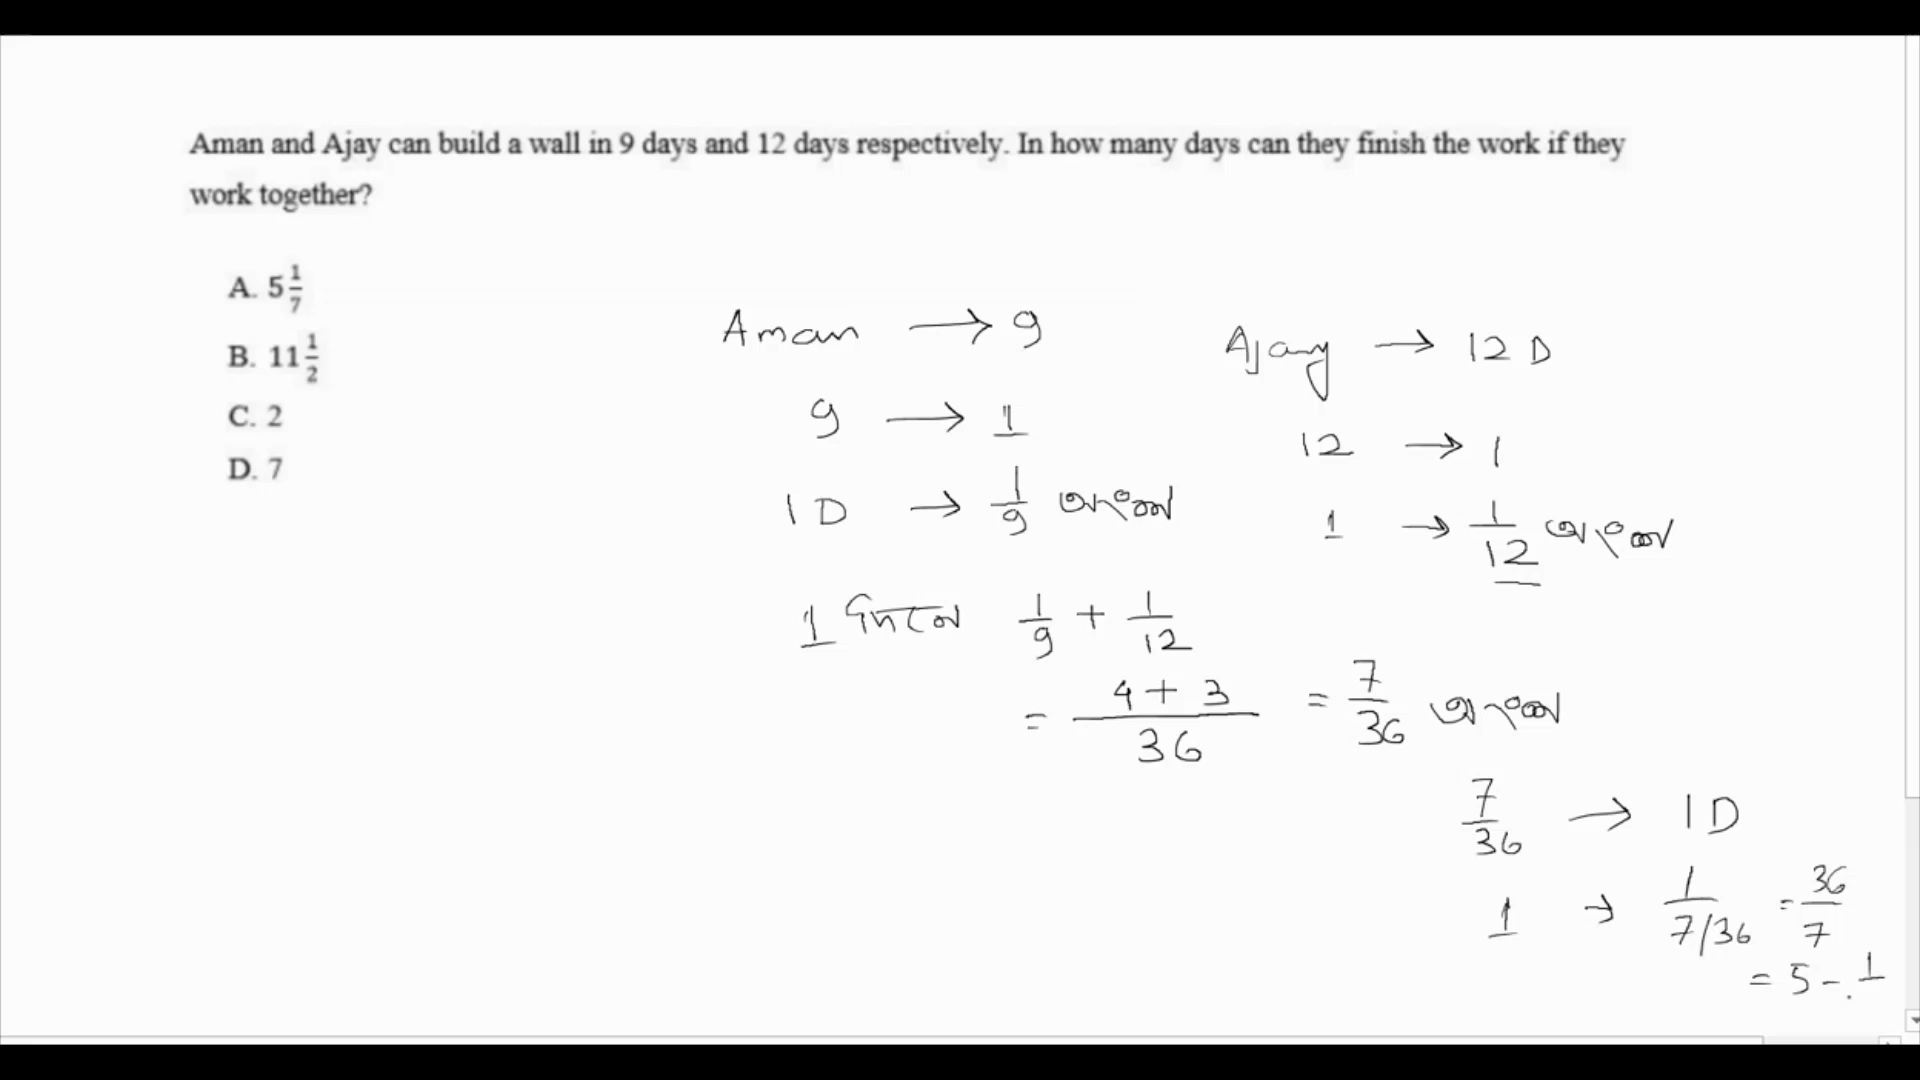 Aman and Ajay can build a wall in 9 days and 12 days respectively. In how many days can they finish the work if they
work together?
A. 5 1/7
B. 11 1/2
C. 2
D. 7
Aman → 9
9 → 1
1D → 1/9 অংশ
Ajay → 12 D
12 → 1
1 → 1/12 অংশ
1 দিনে 1/9 + 1/12
= 4 + 3 / 36 = 7/36 অংশ
7/36 → 1D
1 → 1 / 7/36 = 36/7
= 5 - 1